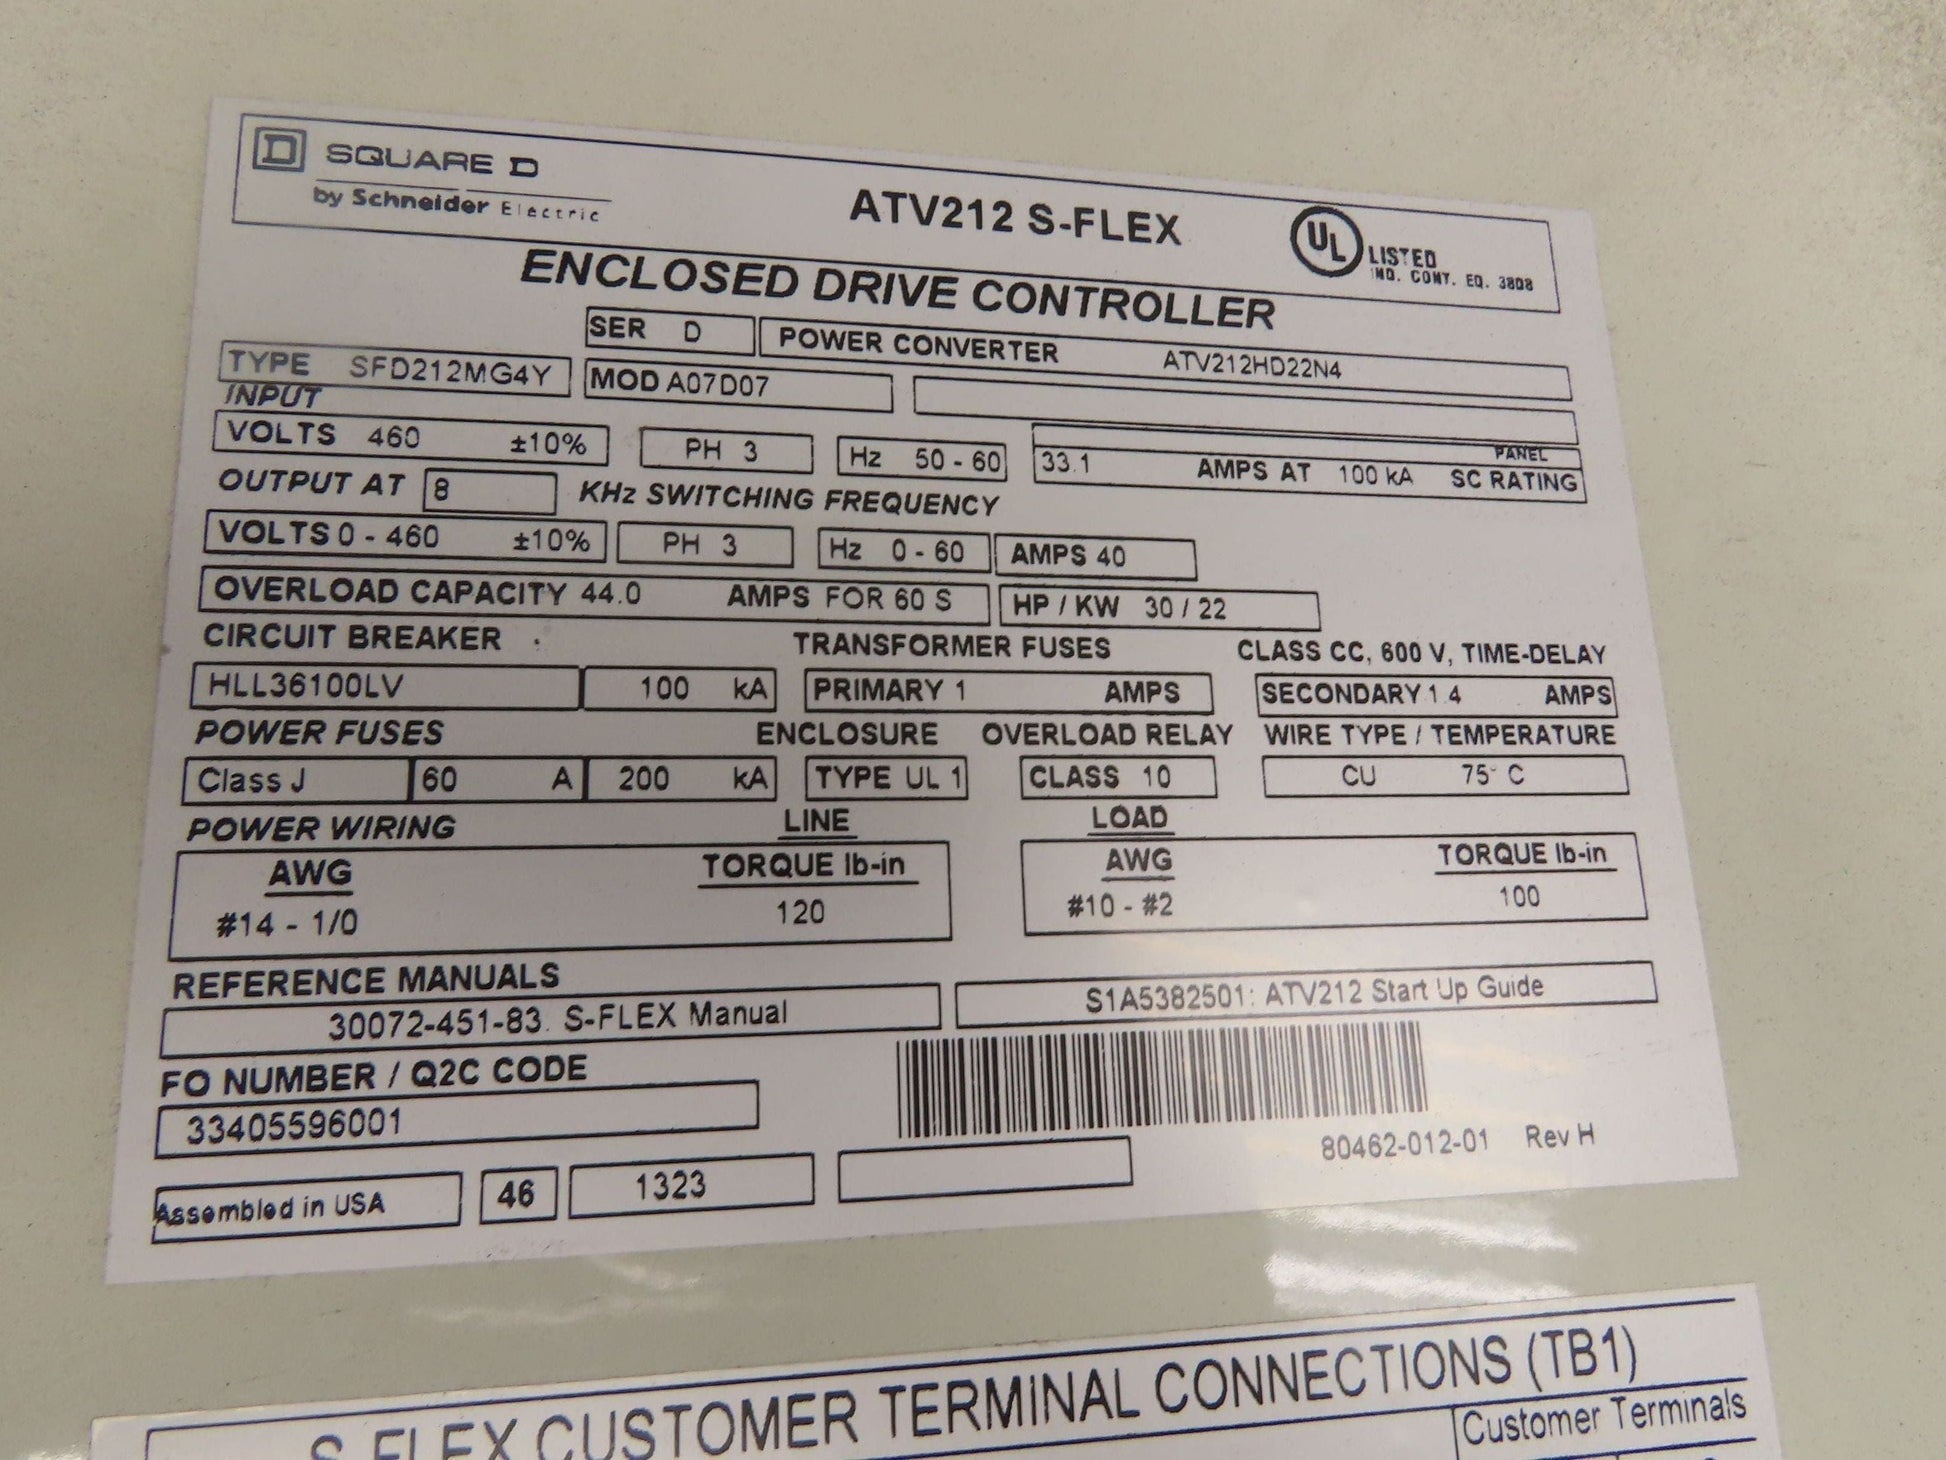 D SQUARE D
by Schneider Electric
ATV212 S-FLEX
UL LISTED
IND. CONT. EQ. 3808
ENCLOSED DRIVE CONTROLLER
SER D POWER CONVERTER ATV212HD22N4
TYPE SFD212MG4Y MOD A07D07
INPUT
VOLTS 460 ±10% PH 3 Hz 50 - 60 33.1 AMPS AT 100 kA PANEL SC RATING
OUTPUT AT 8 KHz SWITCHING FREQUENCY
VOLTS 0 - 460 ±10% PH 3 Hz 0 - 60 AMPS 40
OVERLOAD CAPACITY 44.0 AMPS FOR 60 S HP / KW 30 / 22
CIRCUIT BREAKER TRANSFORMER FUSES CLASS CC, 600 V, TIME-DELAY
HLL36100LV 100 kA PRIMARY 1 AMPS SECONDARY 1.4 AMPS
POWER FUSES ENCLOSURE OVERLOAD RELAY WIRE TYPE / TEMPERATURE
Class J 60 A 200 kA TYPE UL 1 CLASS 10 CU 75° C
POWER WIRING LINE LOAD
AWG TORQUE lb-in AWG TORQUE lb-in
#14 - 1/0 120 #10 - #2 100
REFERENCE MANUALS
30072-451-83. S-FLEX Manual S1A5382501: ATV212 Start Up Guide
FO NUMBER / Q2C CODE
33405596001
80462-012-01 Rev H
Assembled in USA 46 1323
S-FLEX CUSTOMER TERMINAL CONNECTIONS (TB1)
Customer Terminals